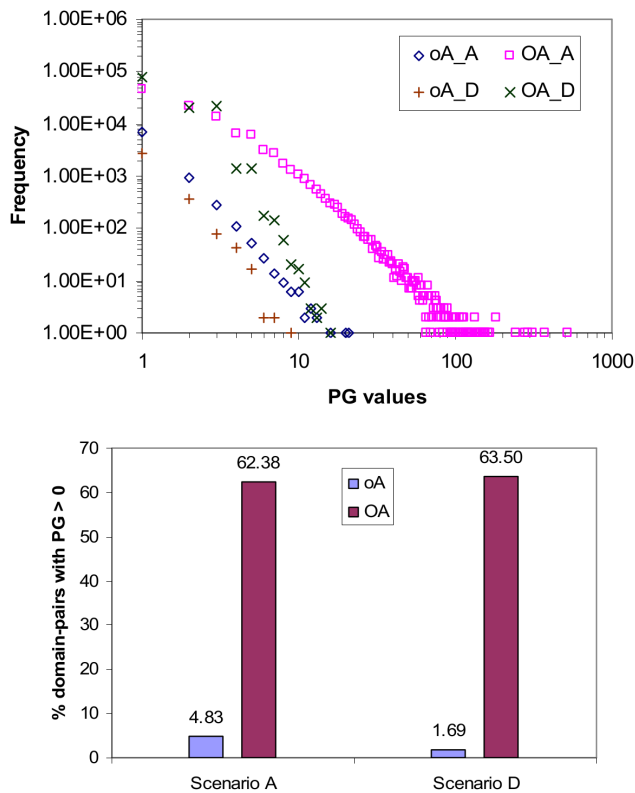 1.00E+06
1.00E+05
1.00E+04
1.00E+03
1.00E+02
1.00E+01
1.00E+00
Frequency
oA_A OA_A
oA_D OA_D
1 10 100 1000
PG values
70
60
50
40
30
20
10
0
% domain-pairs with PG > 0
62.38
63.50
oA
OA
4.83
1.69
Scenario A Scenario D